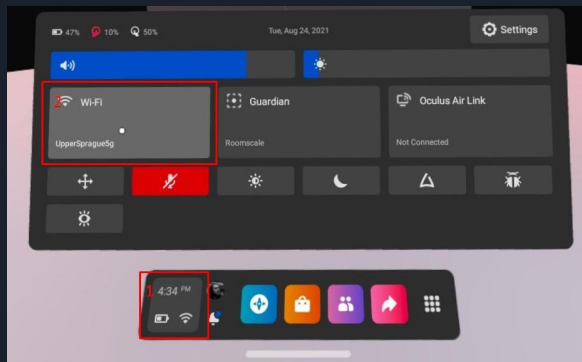 47% 10% 50%
Tue, Aug 24, 2021
Settings
2 Wi-Fi
UpperSprague5g
Guardian
Roomscale
Oculus Air Link
Not Connected
1 4:34 PM